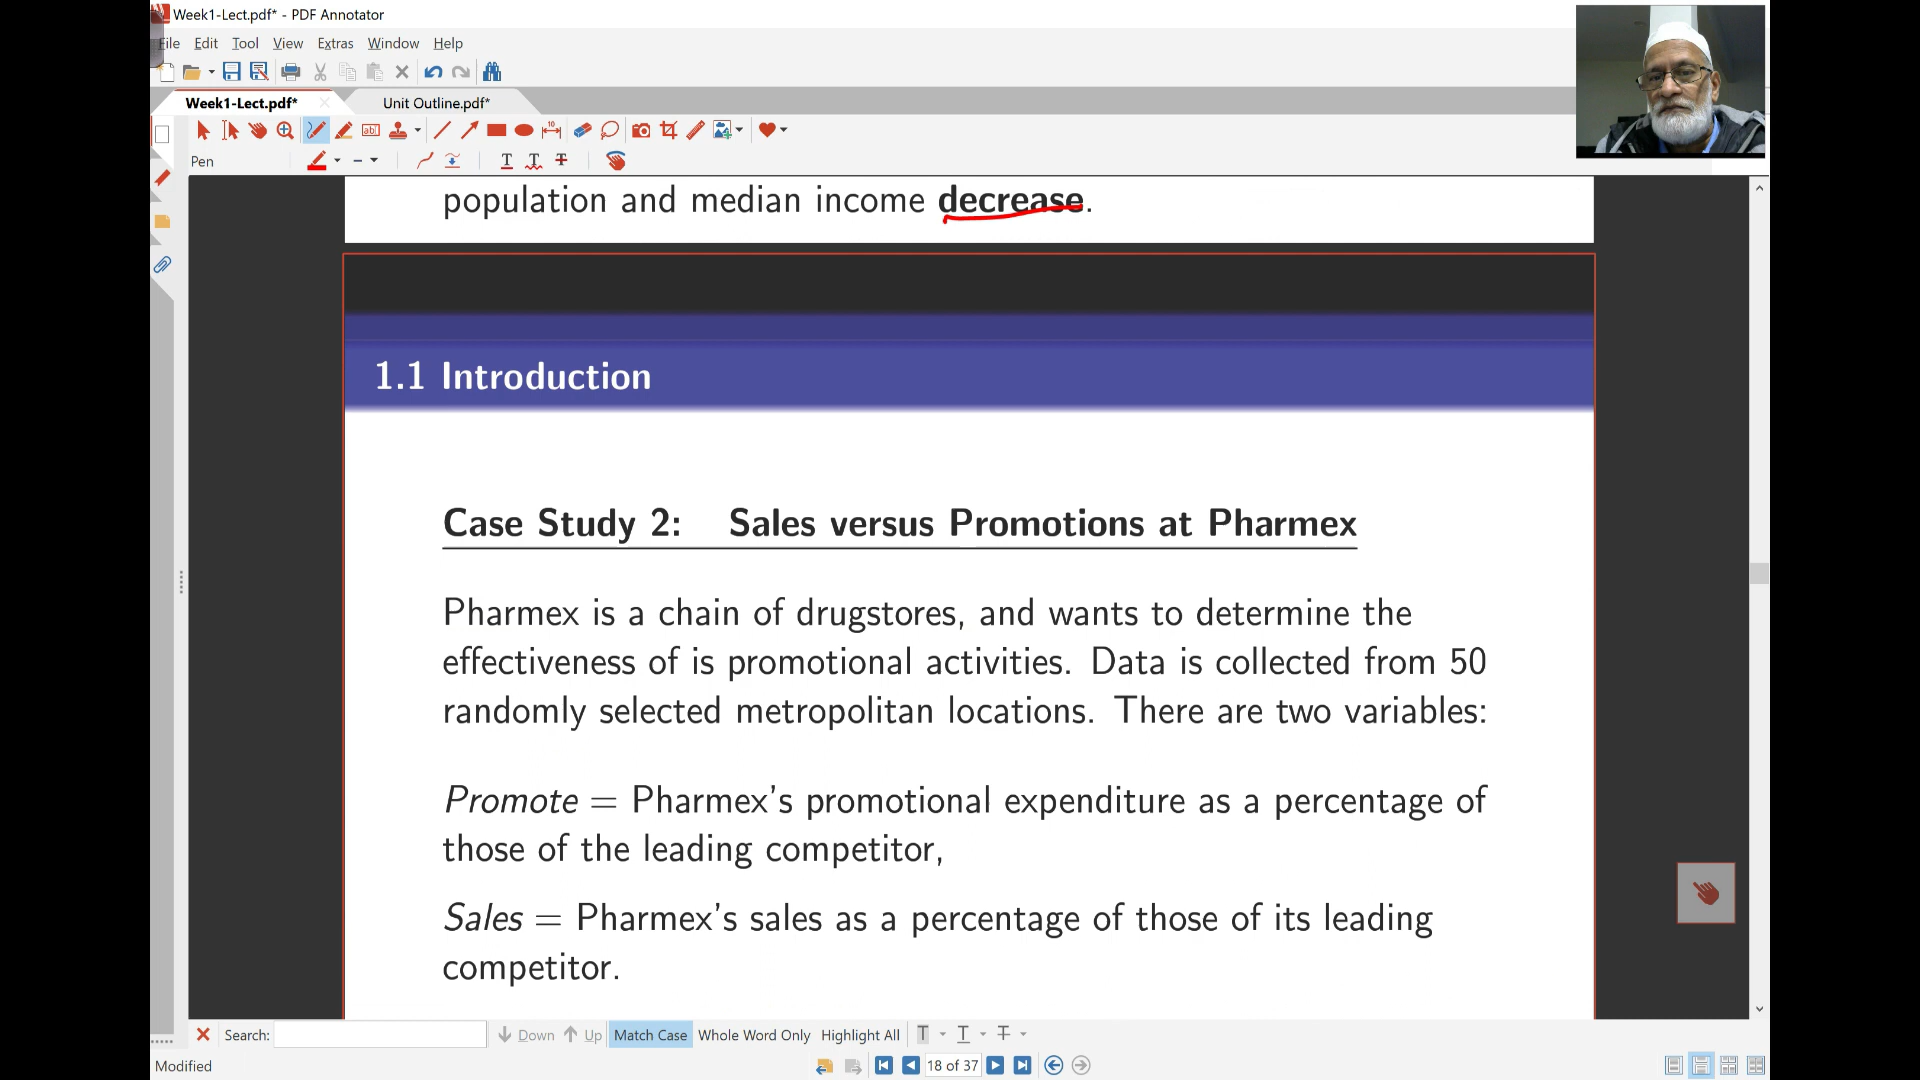 Week1-Lect.pdf* - PDF Annotator
File Edit Tool View Extras Window Help
Week1-Lect.pdf* Unit Outline.pdf*
Pen
population and median income decrease.
1.1 Introduction
Case Study 2: Sales versus Promotions at Pharmex
Pharmex is a chain of drugstores, and wants to determine the
effectiveness of is promotional activities. Data is collected from 50
randomly selected metropolitan locations. There are two variables:
Promote = Pharmex's promotional expenditure as a percentage of
those of the leading competitor,
Sales = Pharmex's sales as a percentage of those of its leading
competitor.
Search: Down Up Match Case Whole Word Only Highlight All T T T
Modified 18 of 37